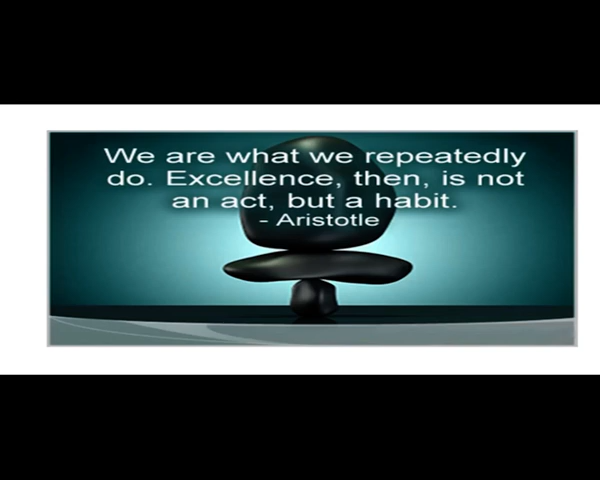 We are what we repeatedly
do. Excellence, then, is not
an act, but a habit.
- Aristotle